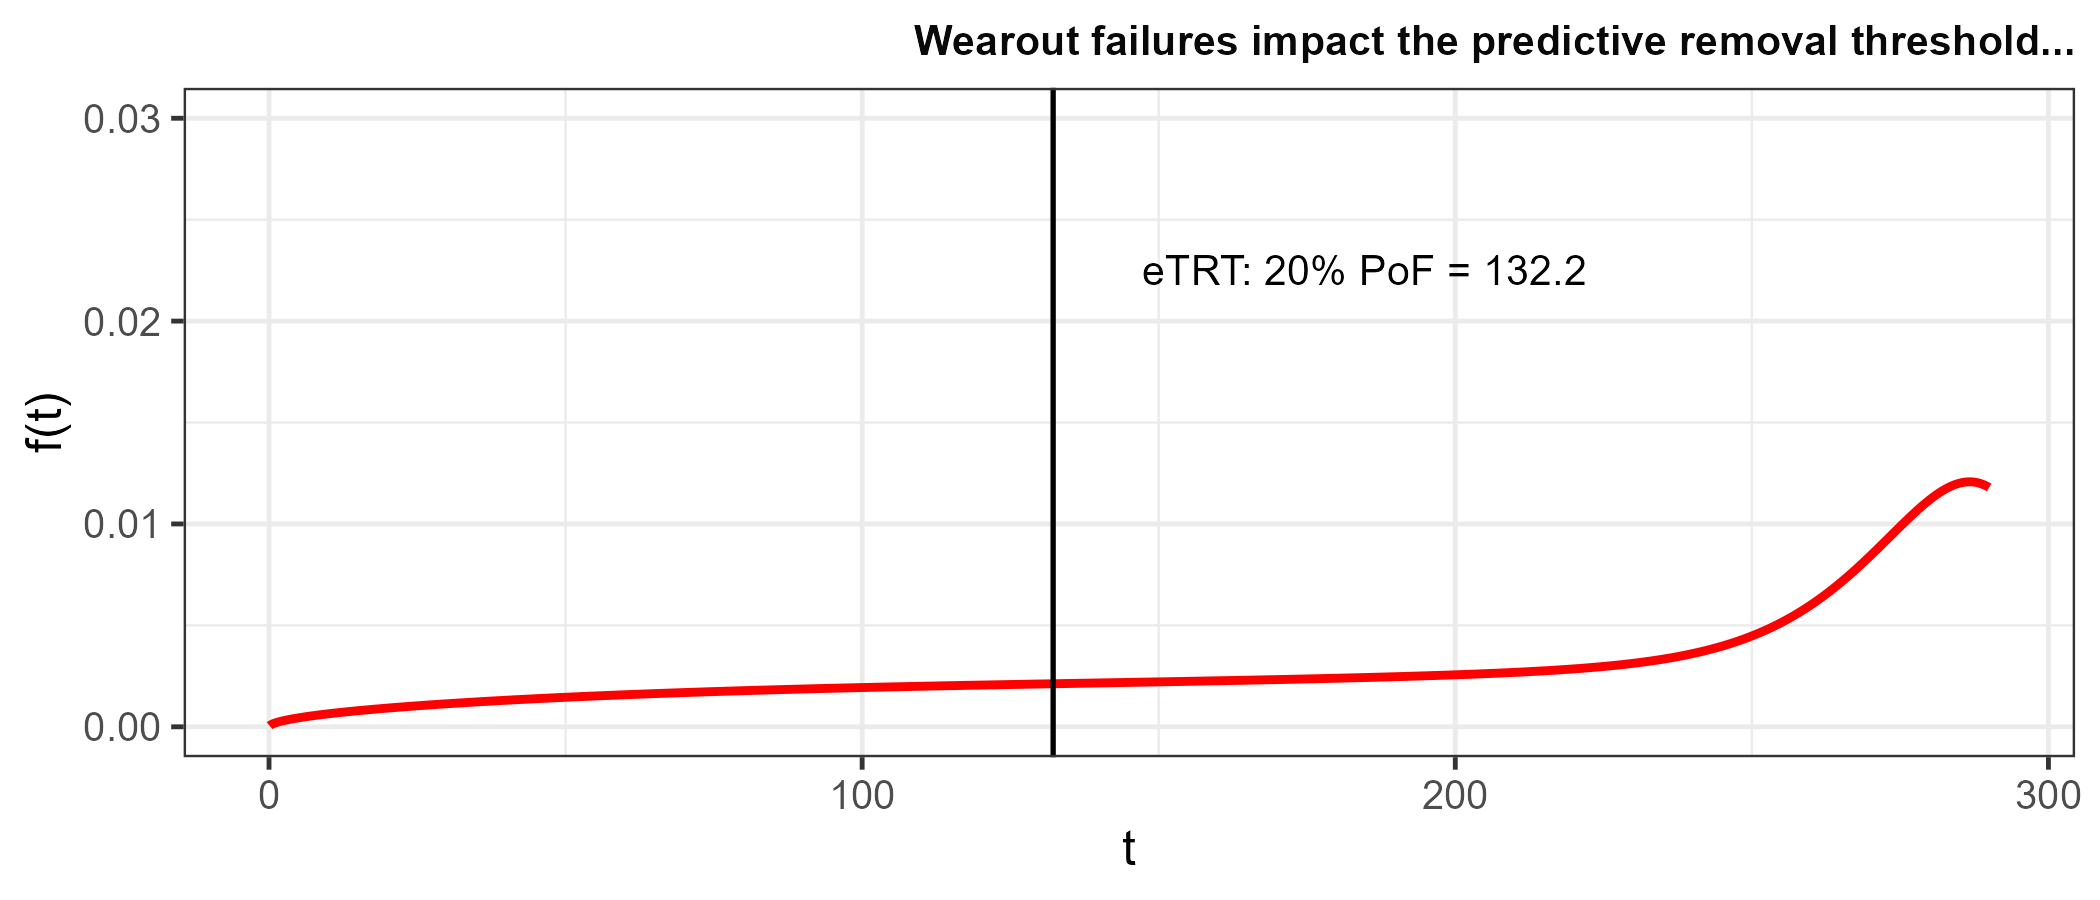 Wearout failures impact the predictive removal threshold...
0.03
eTRT: 20% PoF = 132.2
0.02
f(t)
0.01
0.00
0
100
200
300
t